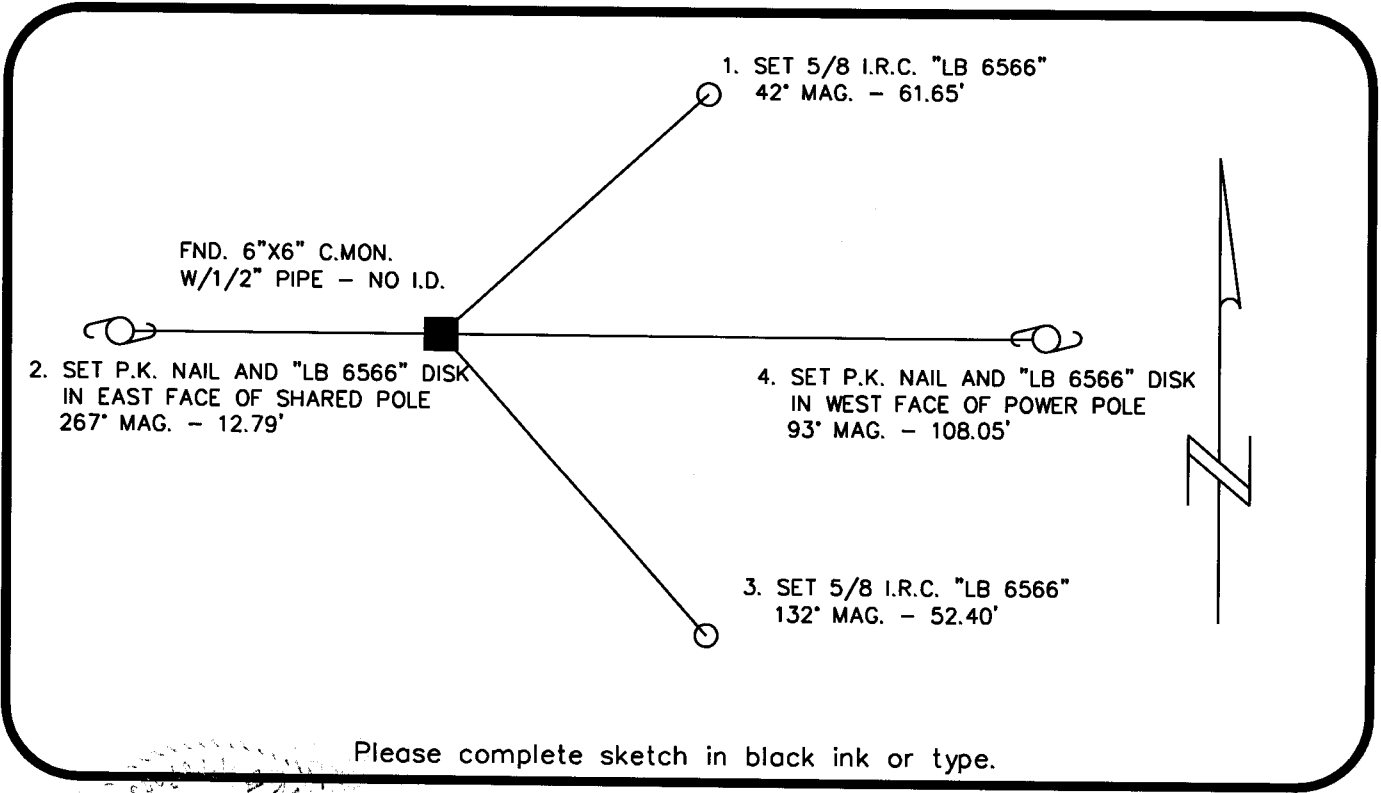 1. SET 5/8 I.R.C. "LB 6566"
42° MAG. – 61.65'
FND. 6"X6" C.MON.
W/1/2" PIPE – NO I.D.
2. SET P.K. NAIL AND "LB 6566" DISK
IN EAST FACE OF SHARED POLE
267° MAG. – 12.79'
4. SET P.K. NAIL AND "LB 6566" DISK
IN WEST FACE OF POWER POLE
93° MAG. – 108.05'
N
3. SET 5/8 I.R.C. "LB 6566"
132° MAG. – 52.40'
Please complete sketch in black ink or type.